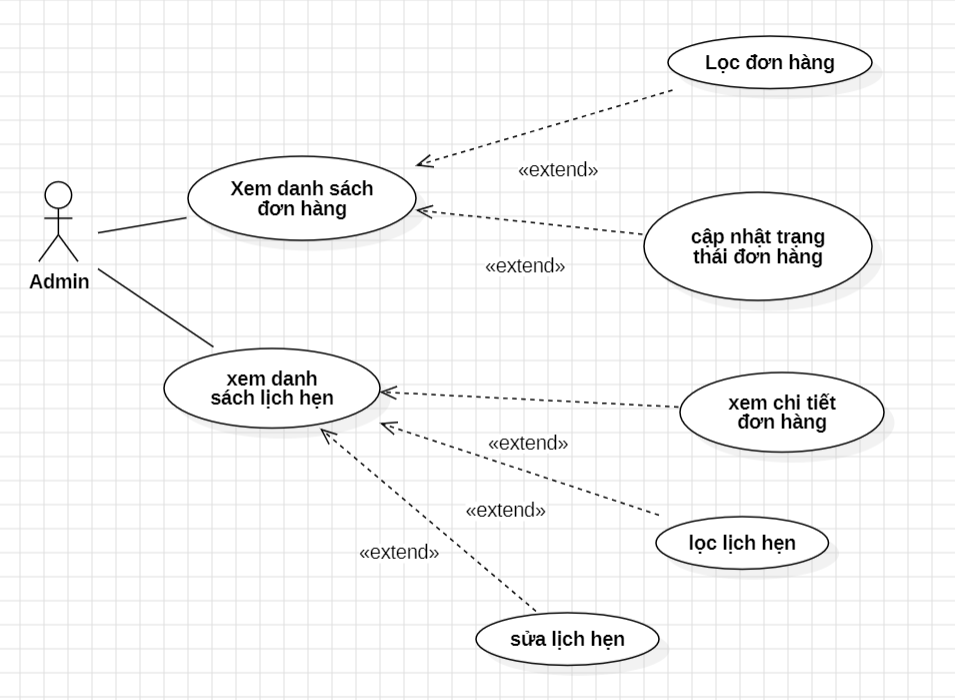 Lọc đơn hàng
«extend»
Xem danh sách
đơn hàng
cập nhật trạng
thái đơn hàng
«extend»
Admin
xem danh
sách lịch hẹn
xem chi tiết
đơn hàng
«extend»
«extend»
lọc lịch hẹn
«extend»
sửa lịch hẹn